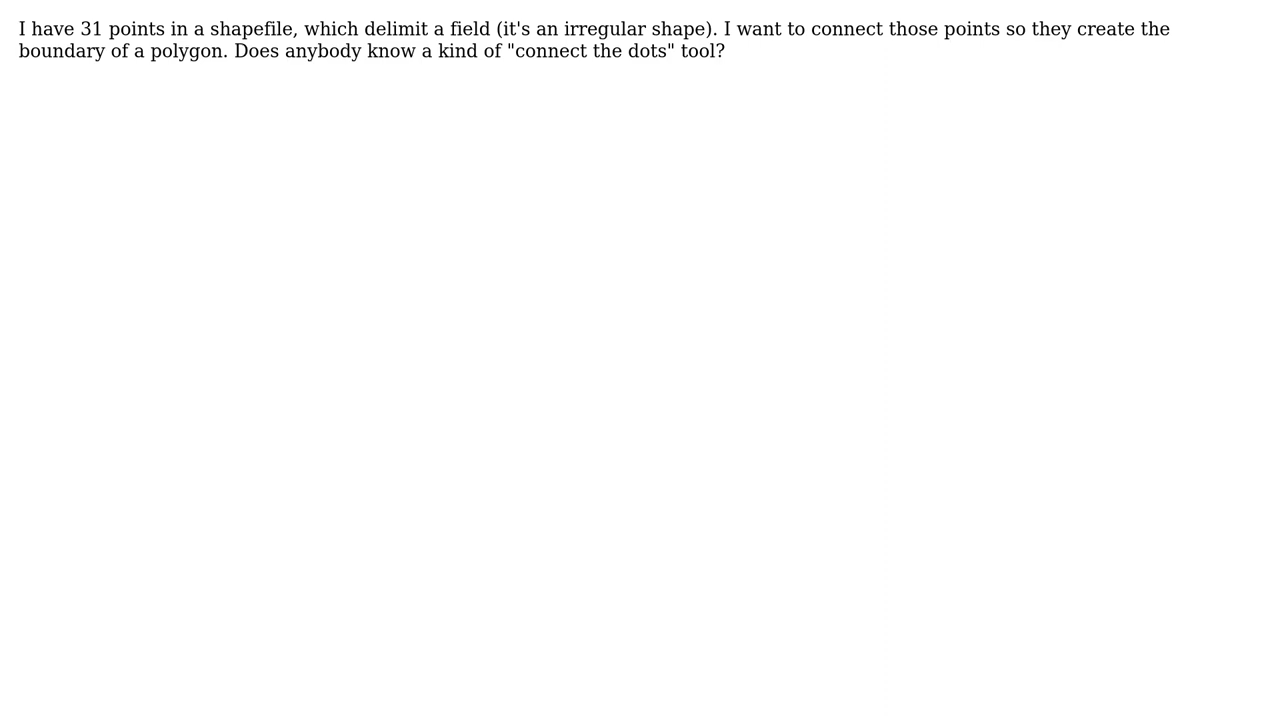 I have 31 points in a shapefile, which delimit a field (it's an irregular shape). I want to connect those points so they create the
boundary of a polygon. Does anybody know a kind of "connect the dots" tool?